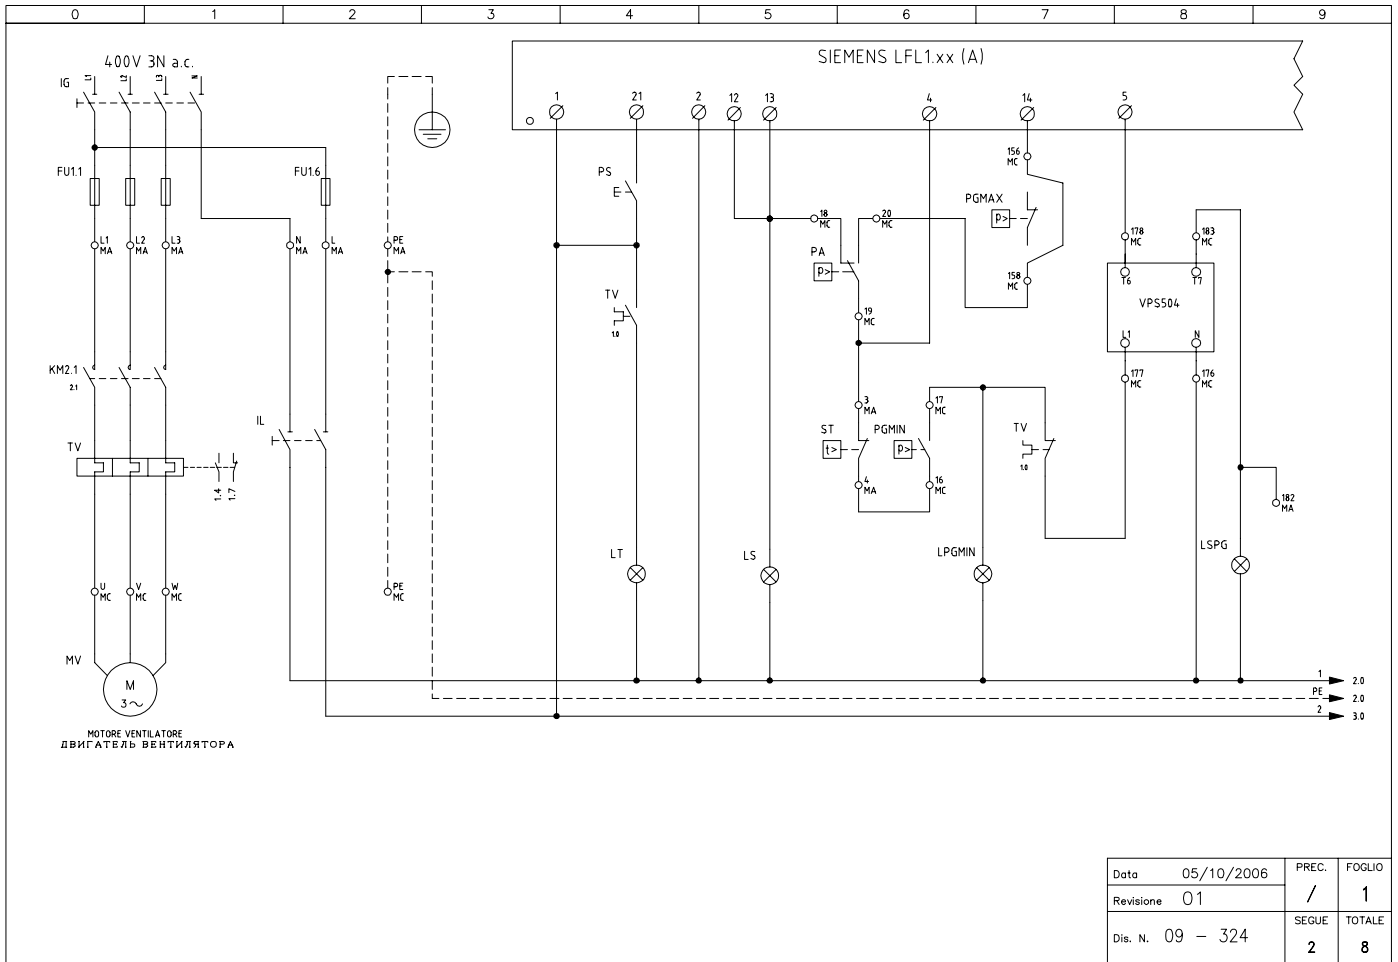 0 1 2 3 4 5 6 7 8 9
400V 3N a.c.
SIEMENS LFL1.xx (A)
IG
L1 L2 L3 N
1 21 2 12 13 4 14 5
FU1.1
FU1.6
PS
156
MC
PGMAX
p>
18
MC
20
MC
L1
MA
L2
MA
L3
MA
N
MA
L
MA
PE
MA
178
MC
183
MC
PA
p>
158
MC
T6 T7
VPS504
L1 N
TV
1.0
19
MC
KM2.1
2.1
177
MC
176
MC
3
MA
17
MC
IL
ST
t>
PGMIN
p>
TV
1.0
TV
1.4 1.7
4
MA
16
MC
182
MA
LT
LS
LPGMIN
LSPG
U
MC
V
MC
W
MC
PE
MC
MV
M
3~
1 2.0
PE 2.0
2 3.0
MOTORE VENTILATORE
ДВИГАТЕЛЬ ВЕНТИЛЯТОРА
Data 05/10/2006
PREC.
/
FOGLIO
1
Revisione 01
Dis. N. 09 - 324
SEGUE
2
TOTALE
8